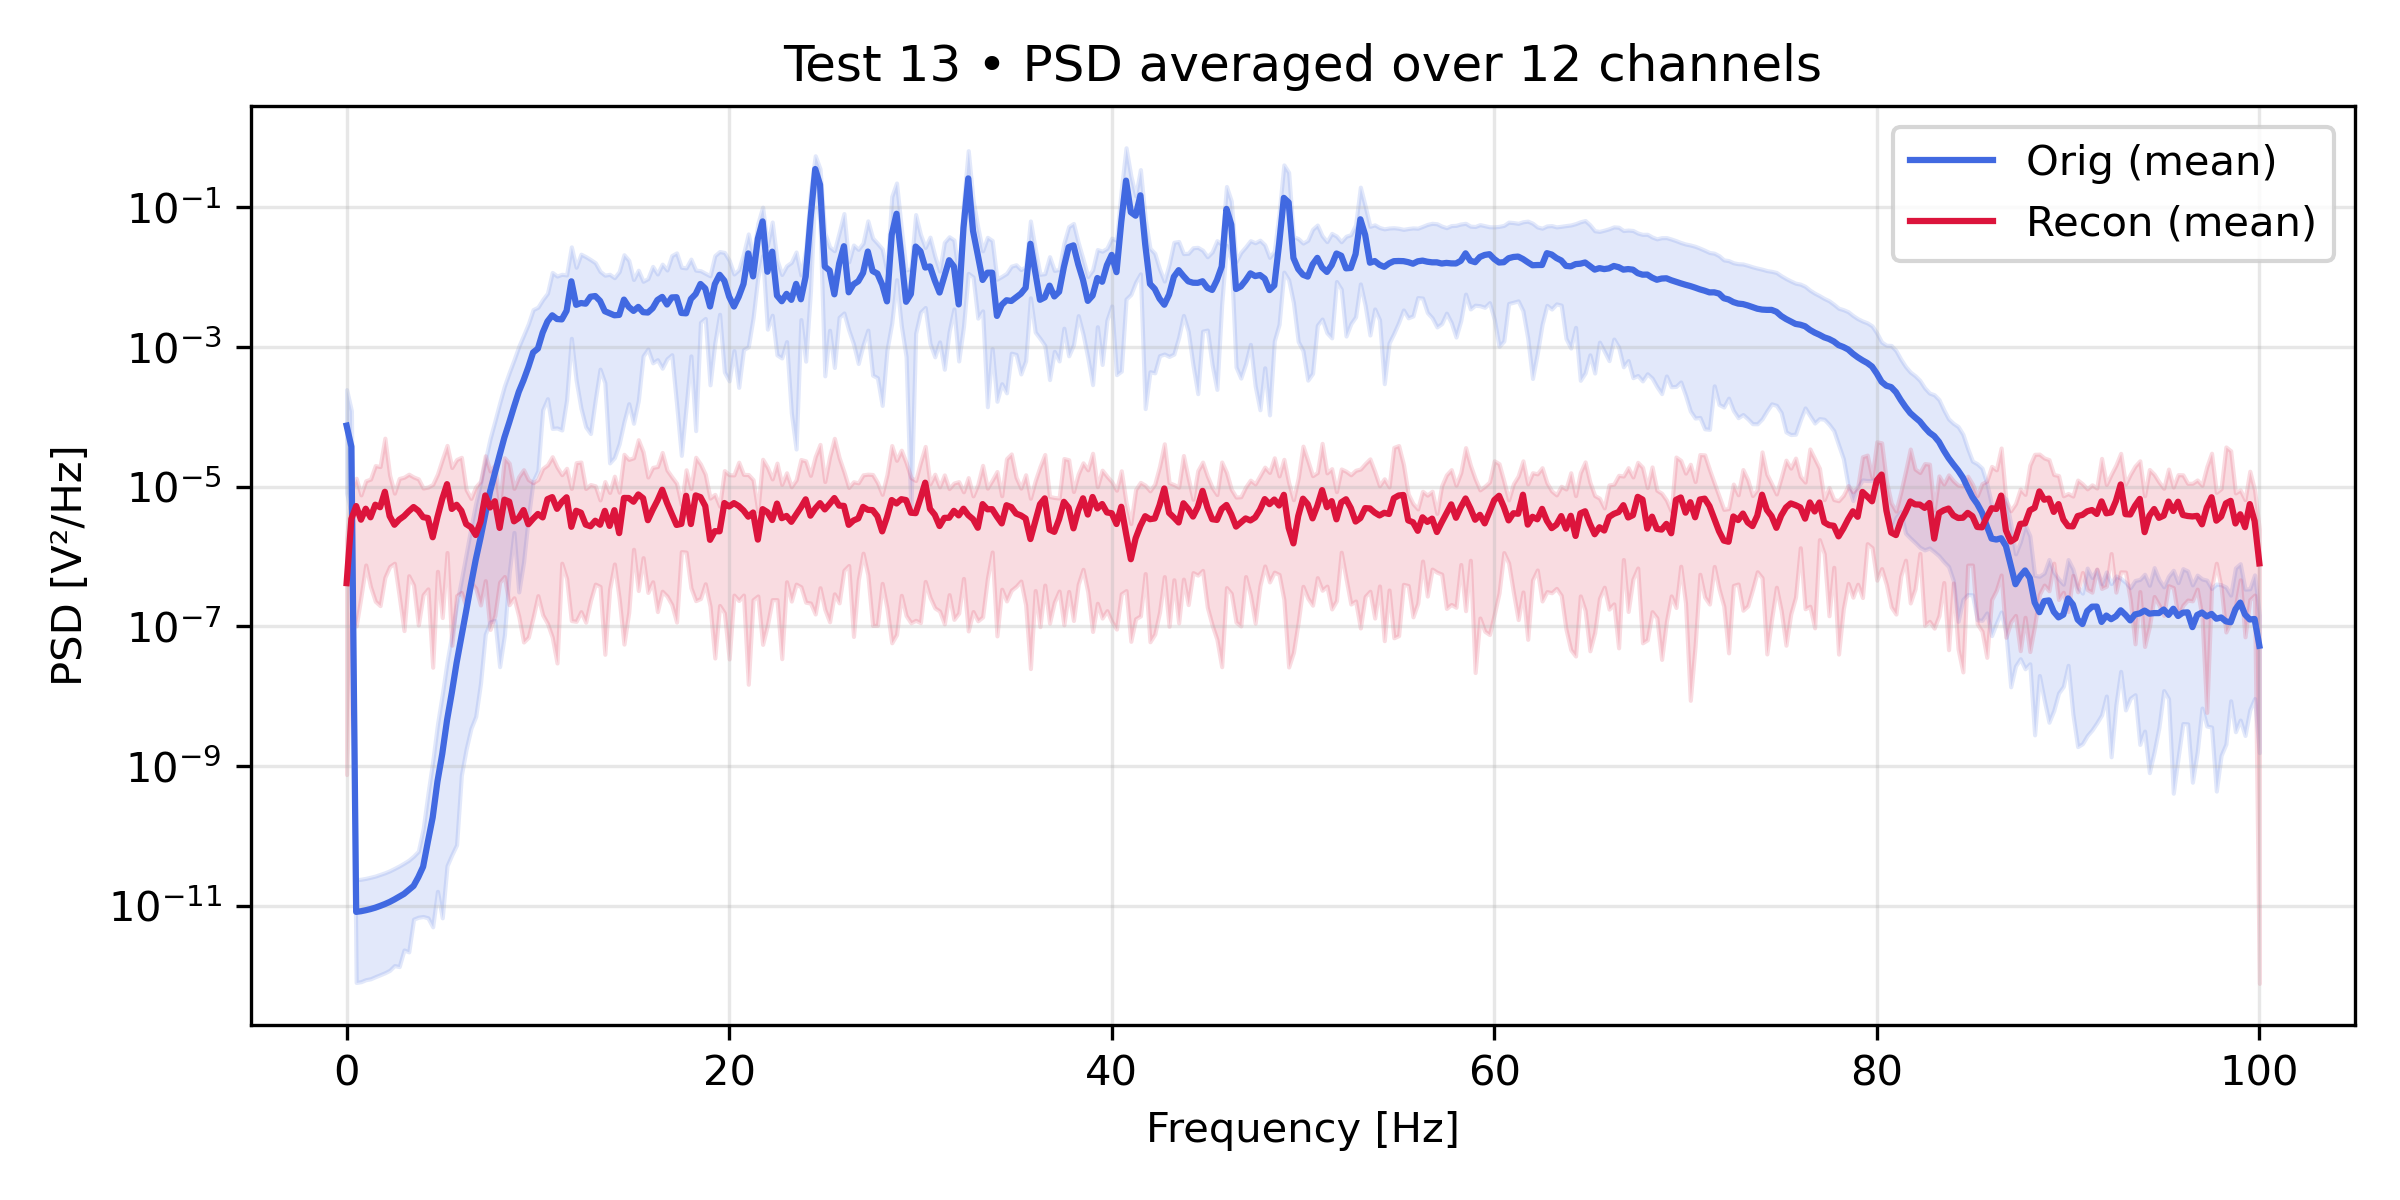 Test 13 • PSD averaged over 12 channels
Orig (mean)
Recon (mean)
PSD [V²/Hz]
10⁻¹
10⁻³
10⁻⁵
10⁻⁷
10⁻⁹
10⁻¹¹
0 20 40 60 80 100
Frequency [Hz]